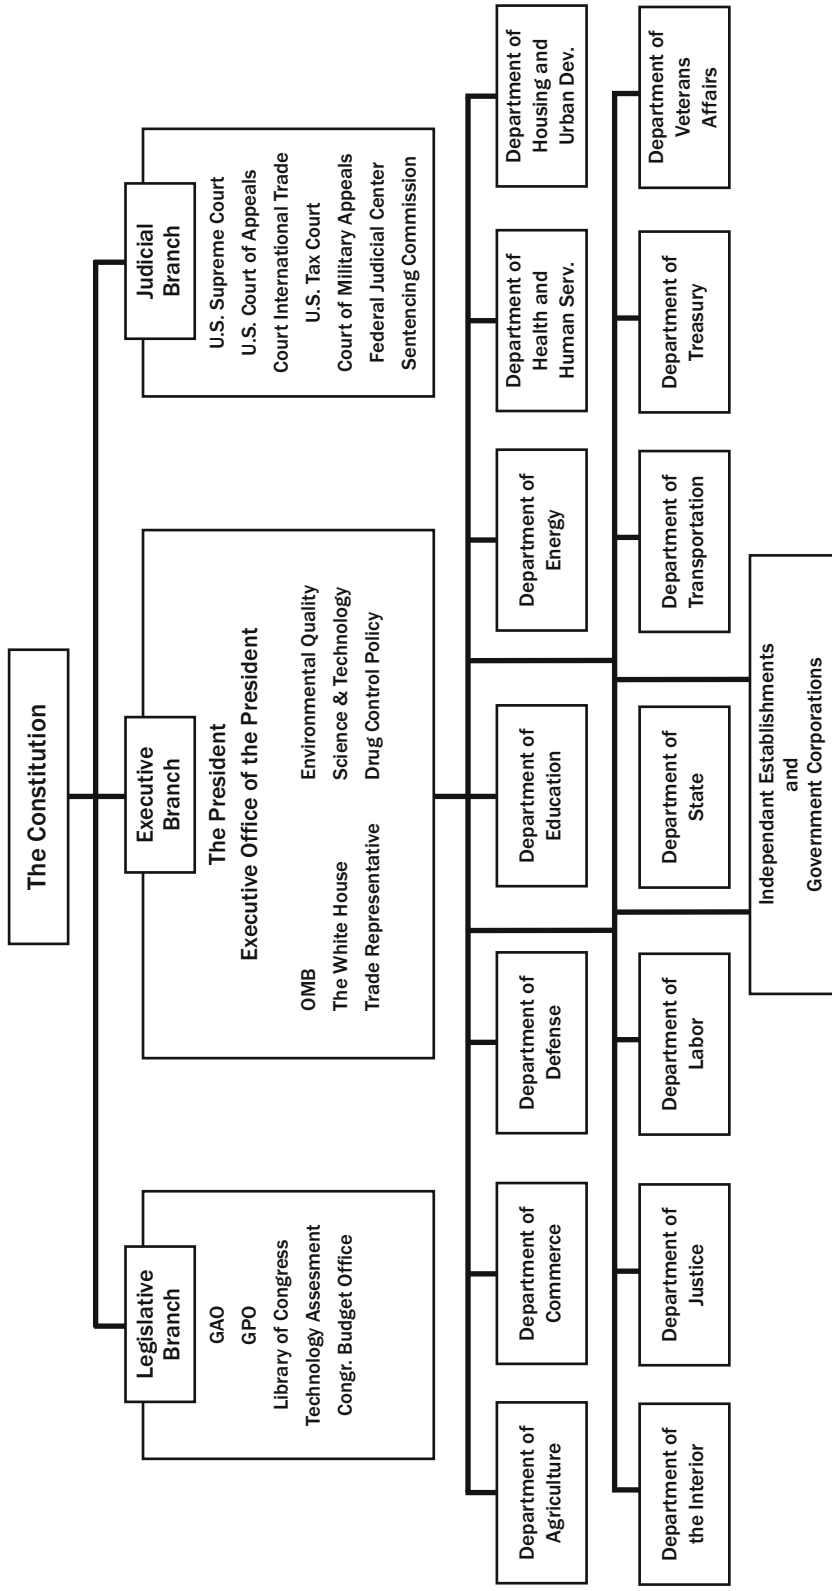 The Constitution
Legislative
Branch
GAO
GPO
Library of Congress
Technology Assesment
Congr. Budget Office
Executive
Branch
The President
Executive Office of the President
OMB
The White House
Trade Representative
Environmental Quality
Science & Technology
Drug Control Policy
Judicial
Branch
U.S. Supreme Court
U.S. Court of Appeals
Court International Trade
U.S. Tax Court
Court of Military Appeals
Federal Judicial Center
Sentencing Commission
Department of
Agriculture
Department of
Commerce
Department of
Defense
Department of
Education
Department of
Energy
Department of
Health and
Human Serv.
Department of
Housing and
Urban Dev.
Department of
the Interior
Department of
Justice
Department of
Labor
Department of
State
Department of
Transportation
Department of
Treasury
Department of
Veterans
Affairs
Independant Establishments
and
Government Corporations